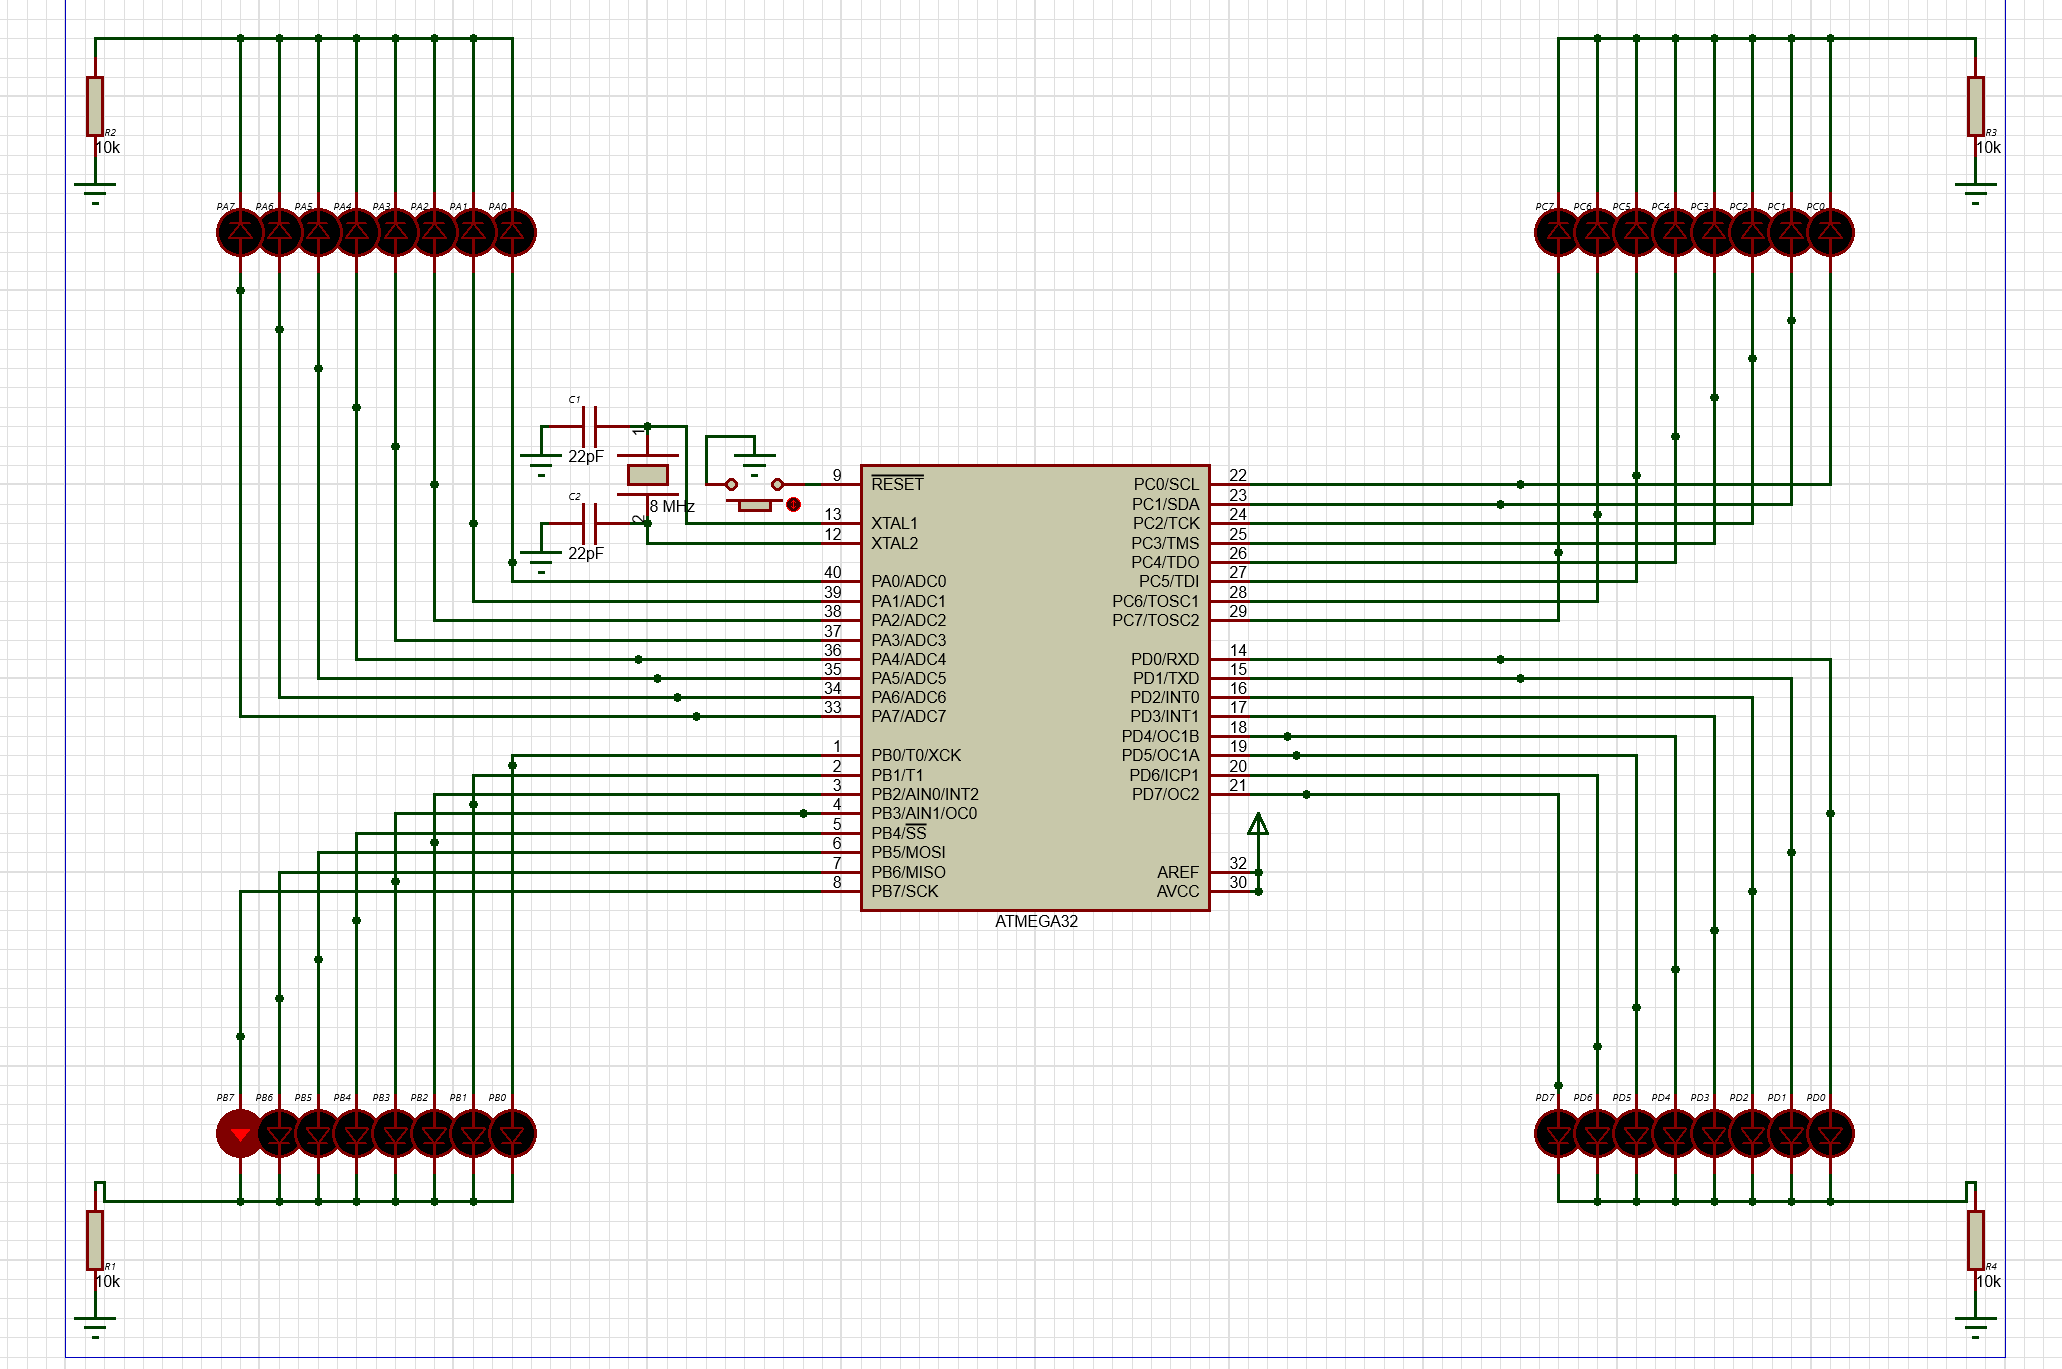 R2
10k
R3
10k
PA7 PA6 PA5 PA4 PA3 PA2 PA1 PA0
PC7 PC6 PC5 PC4 PC3 PC2 PC1 PC0
C1
22pF
1
C2
22pF
2
8 MHz
9 RESET
13 XTAL1
12 XTAL2
40 PA0/ADC0
39 PA1/ADC1
38 PA2/ADC2
37 PA3/ADC3
36 PA4/ADC4
35 PA5/ADC5
34 PA6/ADC6
33 PA7/ADC7
1 PB0/T0/XCK
2 PB1/T1
3 PB2/AIN0/INT2
4 PB3/AIN1/OC0
5 PB4/SS
6 PB5/MOSI
7 PB6/MISO
8 PB7/SCK
PC0/SCL 22
PC1/SDA 23
PC2/TCK 24
PC3/TMS 25
PC4/TDO 26
PC5/TDI 27
PC6/TOSC1 28
PC7/TOSC2 29
PD0/RXD 14
PD1/TXD 15
PD2/INT0 16
PD3/INT1 17
PD4/OC1B 18
PD5/OC1A 19
PD6/ICP1 20
PD7/OC2 21
AREF 32
AVCC 30
ATMEGA32
PB7 PB6 PB5 PB4 PB3 PB2 PB1 PB0
PD7 PD6 PD5 PD4 PD3 PD2 PD1 PD0
R1
10k
R4
10k